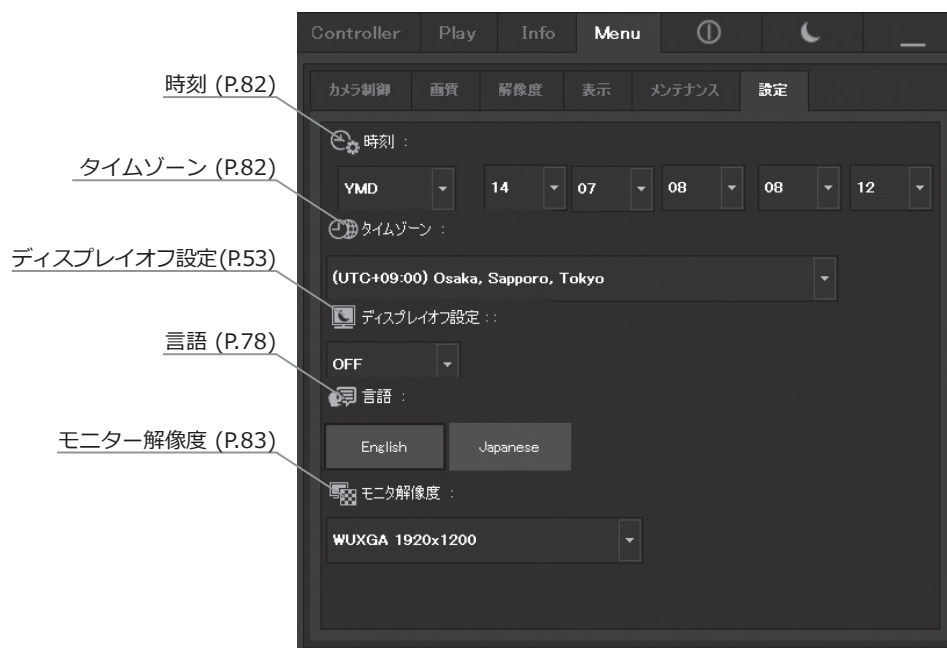 Controller Play Info Menu
カメラ制御 画質 解像度 表示 メンテナンス 設定
時刻 (P.82)
時刻 :
YMD 14 07 08 08 12
タイムゾーン (P.82)
タイムゾーン :
(UTC+09:00) Osaka, Sapporo, Tokyo
ディスプレイオフ設定(P.53)
ディスプレイオフ設定 : :
OFF
言語 (P.78)
言語 :
English Japanese
モニター解像度 (P.83)
モニタ解像度 :
WUXGA 1920x1200